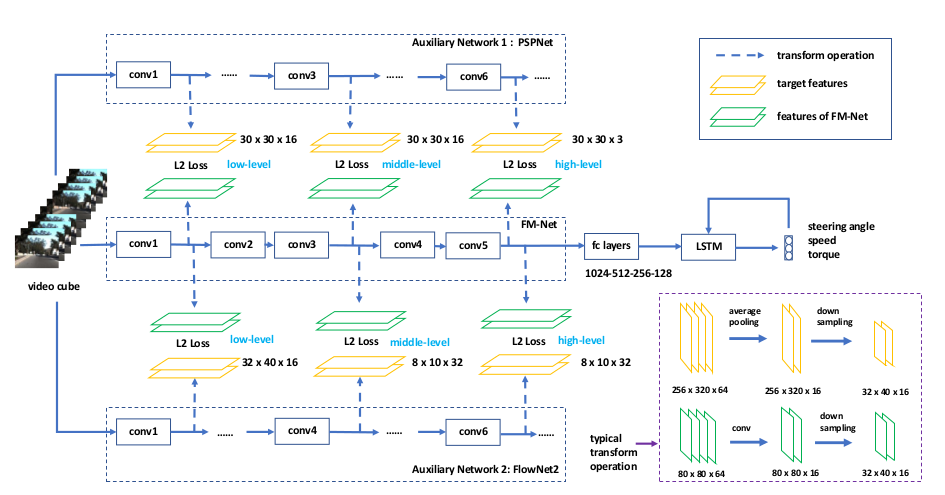 Auxiliary Network 1 : PSPNet
conv1
......
conv3
......
conv6
......
transform operation
target features
features of FM-Net
30 x 30 x 16
30 x 30 x 16
30 x 30 x 3
L2 Loss
low-level
L2 Loss
middle-level
L2 Loss
high-level
FM-Net
conv1
conv2
conv3
conv4
conv5
fc layers
LSTM
steering angle
speed
torque
1024-512-256-128
video cube
low-level
L2 Loss
middle-level
L2 Loss
high-level
L2 Loss
32 x 40 x 16
8 x 10 x 32
8 x 10 x 32
conv1
......
conv4
......
conv6
......
Auxiliary Network 2: FlowNet2
typical
transform
operation
average
pooling
down
sampling
256 x 320 x 64
256 x 320 x 16
32 x 40 x 16
conv
down
sampling
80 x 80 x 64
80 x 80 x 16
32 x 40 x 16